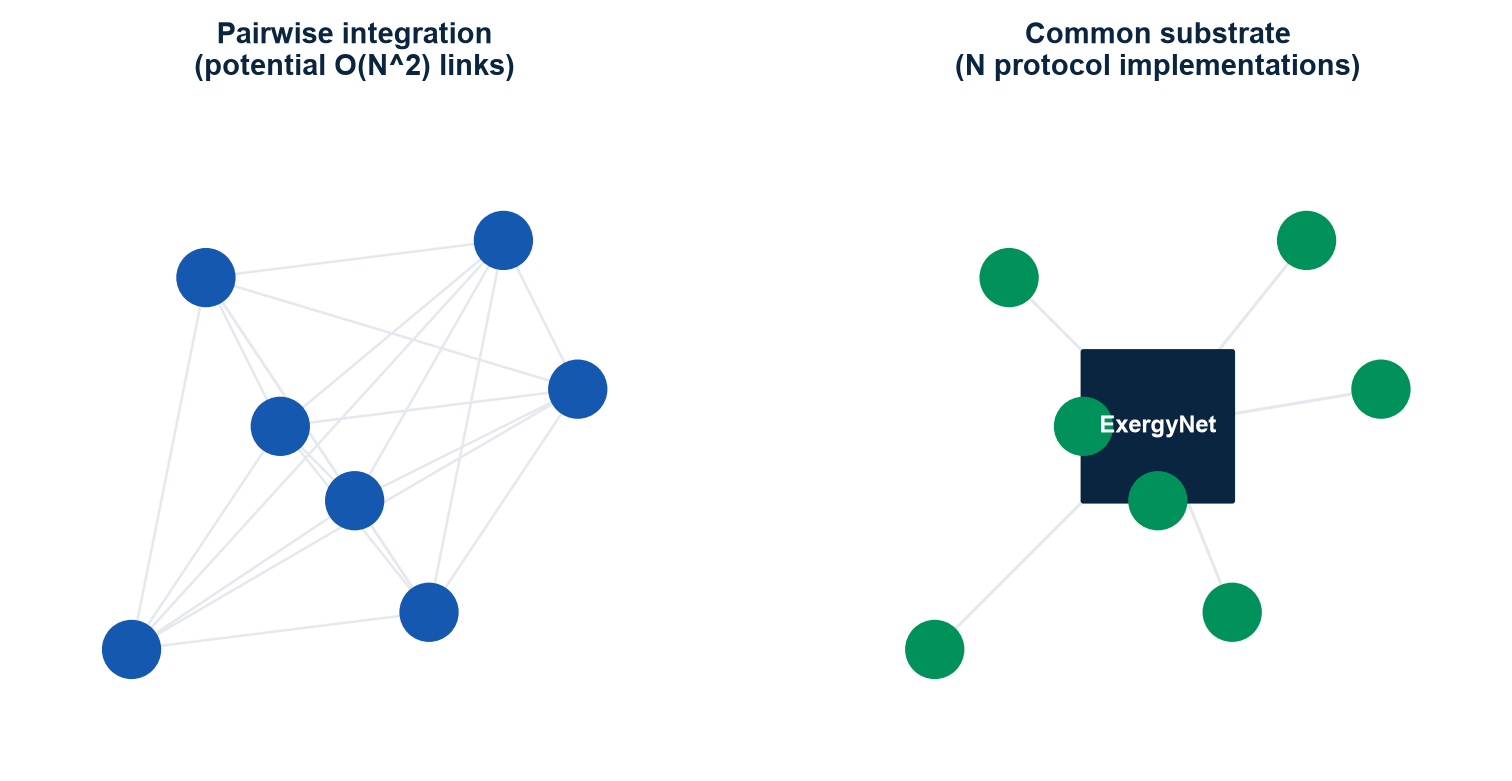 Pairwise integration
(potential O(N^2) links)
Common substrate
(N protocol implementations)
ExergyNet